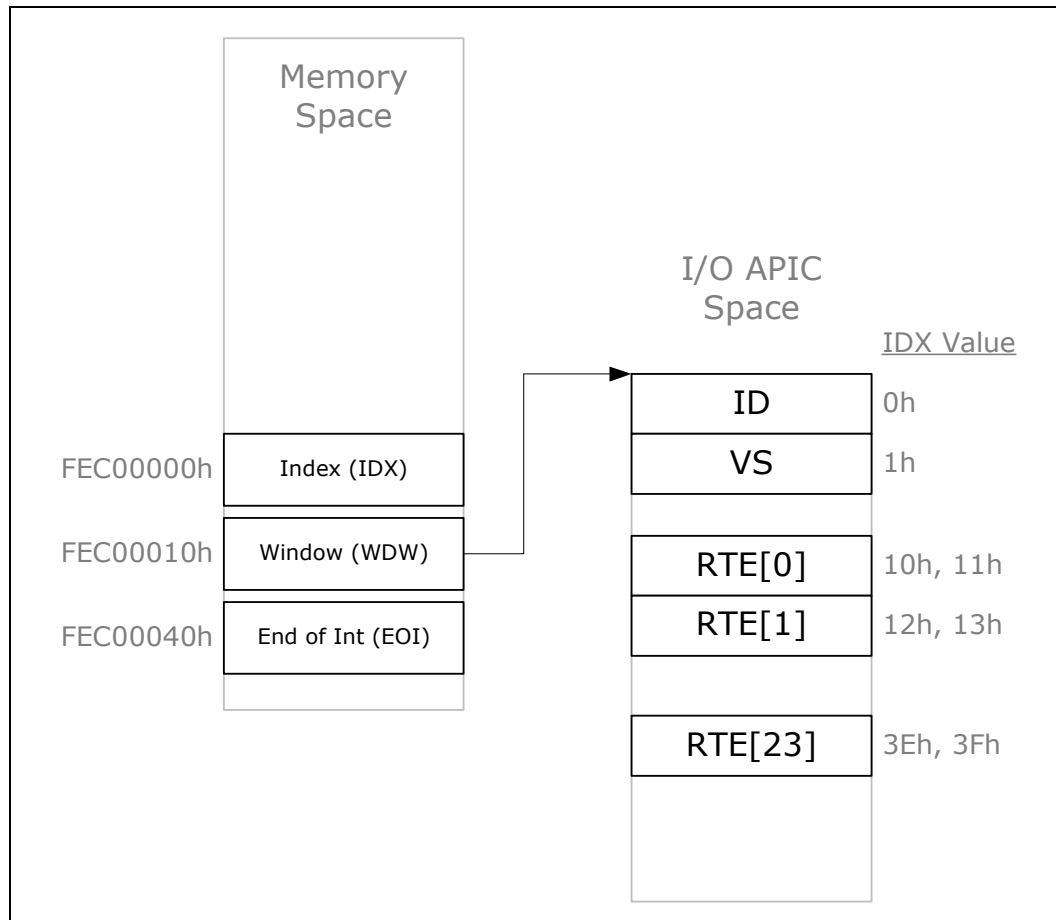 Memory
Space
I/O APIC
Space
IDX Value
ID
0h
VS
1h
FEC00000h
Index (IDX)
FEC00010h
Window (WDW)
RTE[0]
10h, 11h
RTE[1]
12h, 13h
FEC00040h
End of Int (EOI)
RTE[23]
3Eh, 3Fh